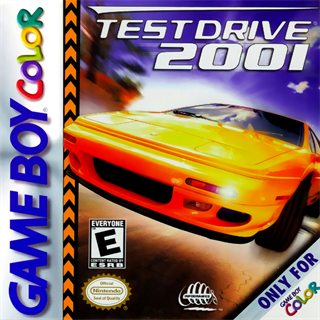 GAME BOY COLOR
TEST DRIVE
2001
EVERYONE
E
CONTENT RATED BY
ESRB
Official
Nintendo
Seal of Quality
ONLY FOR
GAME BOY
COLOR